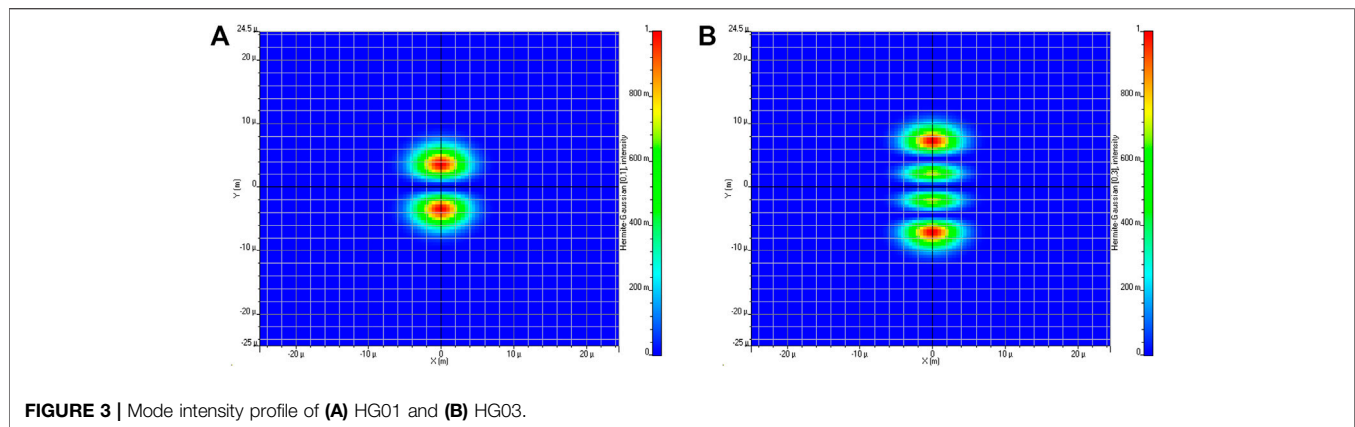 A
24.5 µ
20 µ
10 µ
0
-10 µ
-20 µ
-25 µ
Y (m)
-20 µ
-10 µ
0
10 µ
20 µ
X (m)
1
800 m
600 m
400 m
200 m
0
Hermite-Gaussian [0,1], intensity
B
24.5 µ
20 µ
10 µ
0
-10 µ
-20 µ
-25 µ
Y (m)
-10 µ
0
10 µ
20 µ
X (m)
1
800 m
600 m
400 m
200 m
0
Hermite-Gaussian [0,3], intensity
FIGURE 3 | Mode intensity profile of (A) HG01 and (B) HG03.